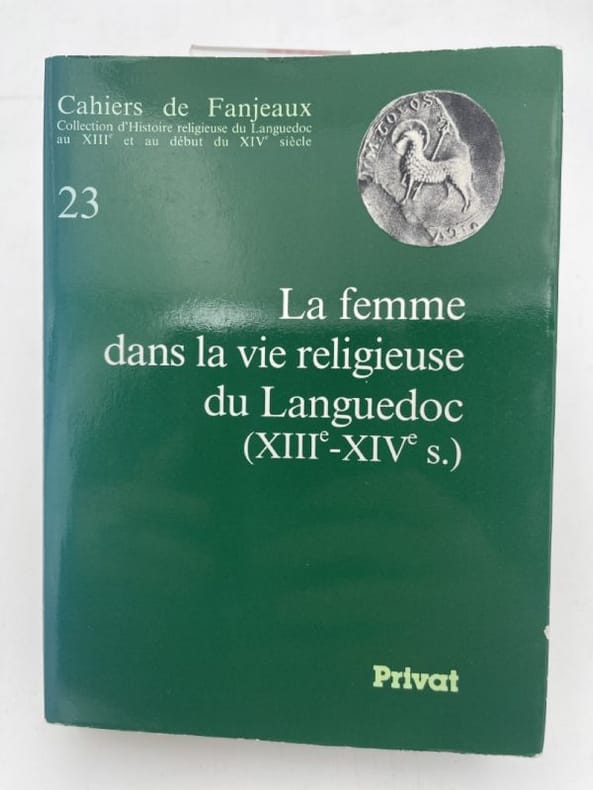 Cahiers de Fanjeaux
Collection d'Histoire religieuse du Languedoc
au XIIIe et au début du XIVe siècle
23
La femme
dans la vie religieuse
du Languedoc
(XIIIe-XIVe s.)
Privat